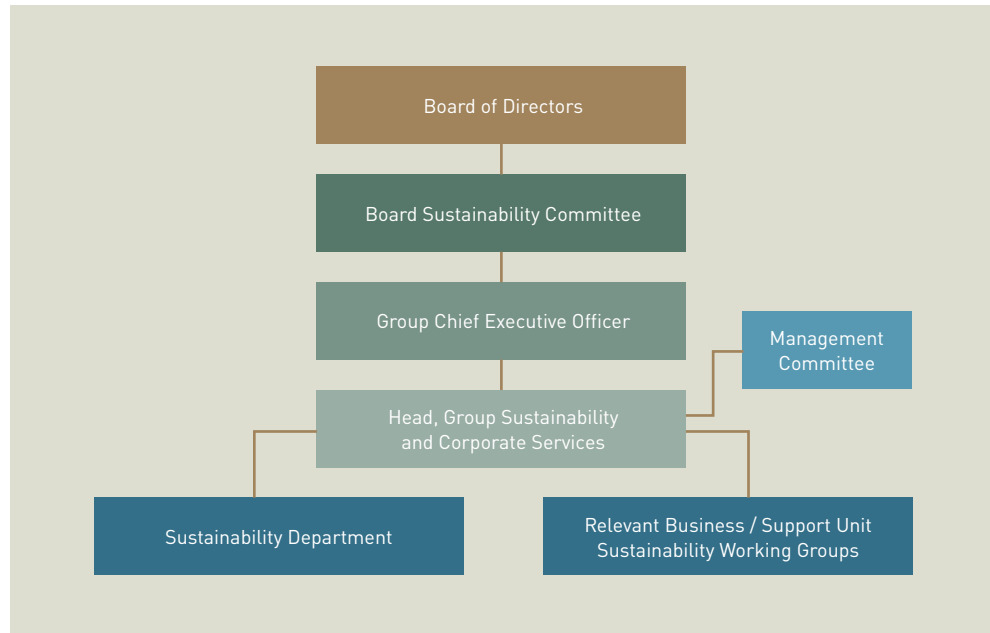 Board of Directors
Board Sustainability Committee
Group Chief Executive Officer
Management
Committee
Head, Group Sustainability
and Corporate Services
Sustainability Department
Relevant Business / Support Unit
Sustainability Working Groups